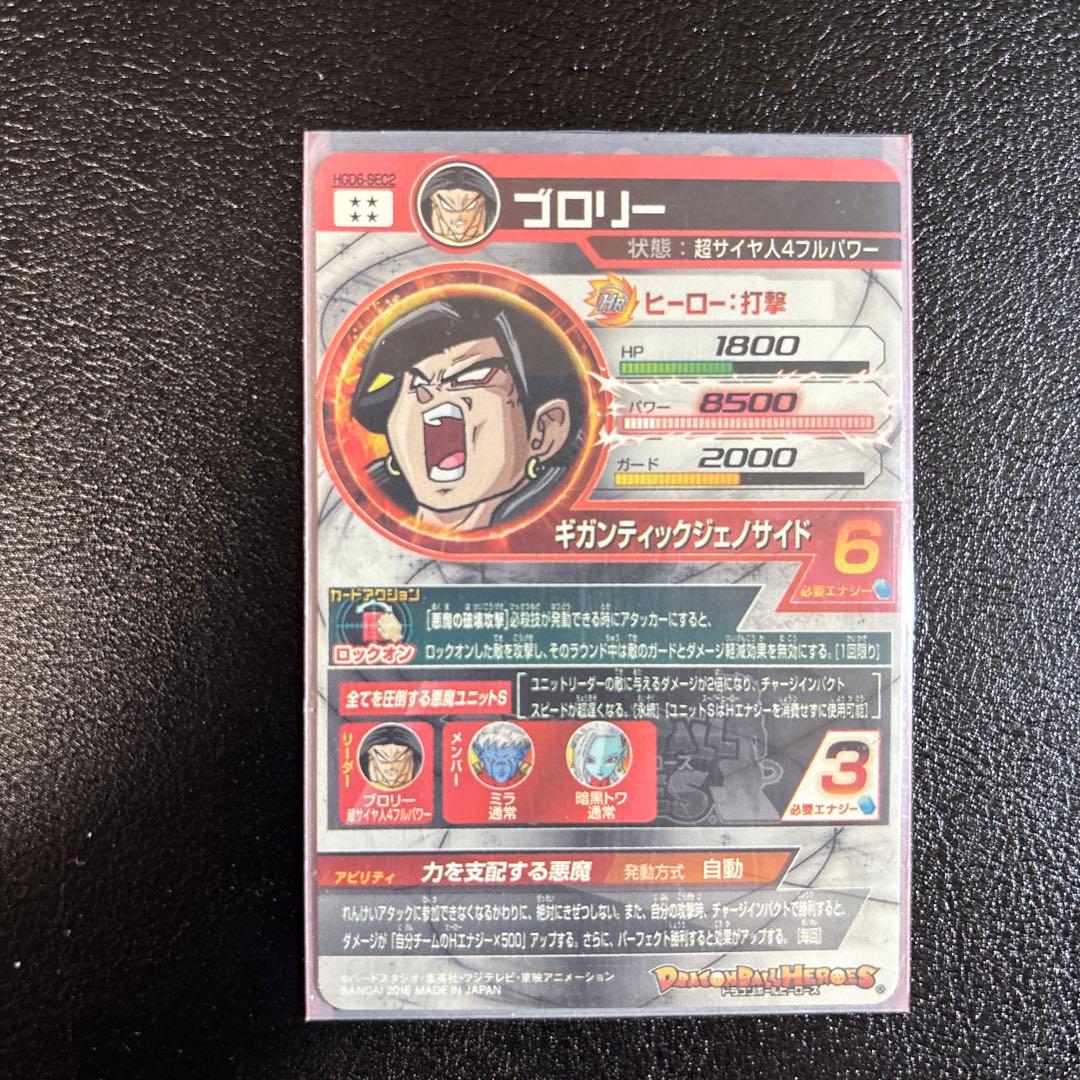 HGD6-SEC2
ゴロリー
状態：超サイヤ人4フルパワー
HR ヒーロー：打撃
HP 1800
パワー 8500
ガード 2000
ギガンティックジェノサイド 6
必要エナジー
カードアクション
ロックオン
[悪魔の破壊攻撃]必殺技が発動できる時にアタッカーにすると、
ロックオンした敵を攻撃し、そのラウンド中は敵のガードとダメージ軽減効果を無効にする。[1回限り]
全てを圧倒する悪魔ユニットS
ユニットリーダーの敵に与えるダメージが2倍になり、チャージインパクト
スピードが超遅くなる。[永続]【ユニットSはHエナジーを消費せずに使用可能】
リーダー
ブロリー
超サイヤ人4フルパワー
メンバー
ミラ
通常
暗黒トワ
通常
3
必要エナジー
アビリティ 力を支配する悪魔 発動方式 自動
れんけいアタックに参加できなくなるかわりに、絶対にきぜつしない。また、自分の攻撃時、チャージインパクトで勝利すると、
ダメージが「自分チームのHエナジー×500」アップする。さらに、パーフェクト勝利すると効果がアップする。[毎回]
©バードスタジオ/集英社・フジテレビ・東映アニメーション
BANDAI 2016 MADE IN JAPAN
DRAGONBALL HEROES
ドラゴンボールヒーローズ